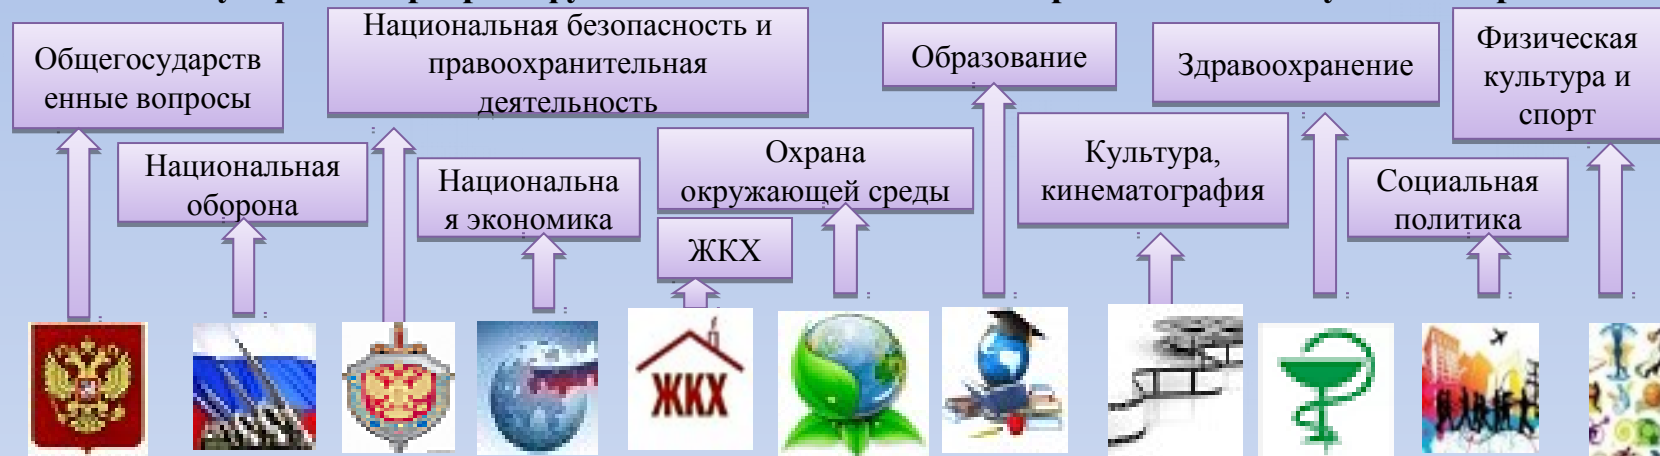 Общегосударств
енные вопросы
Национальная
оборона
Национальная безопасность и
правоохранительная
деятельность
Национальна
я экономика
ЖКХ
Охрана
окружающей среды
Образование
Культура,
кинематография
Здравоохранение
Социальная
политика
Физическая
культура и
спорт
ЖКХ